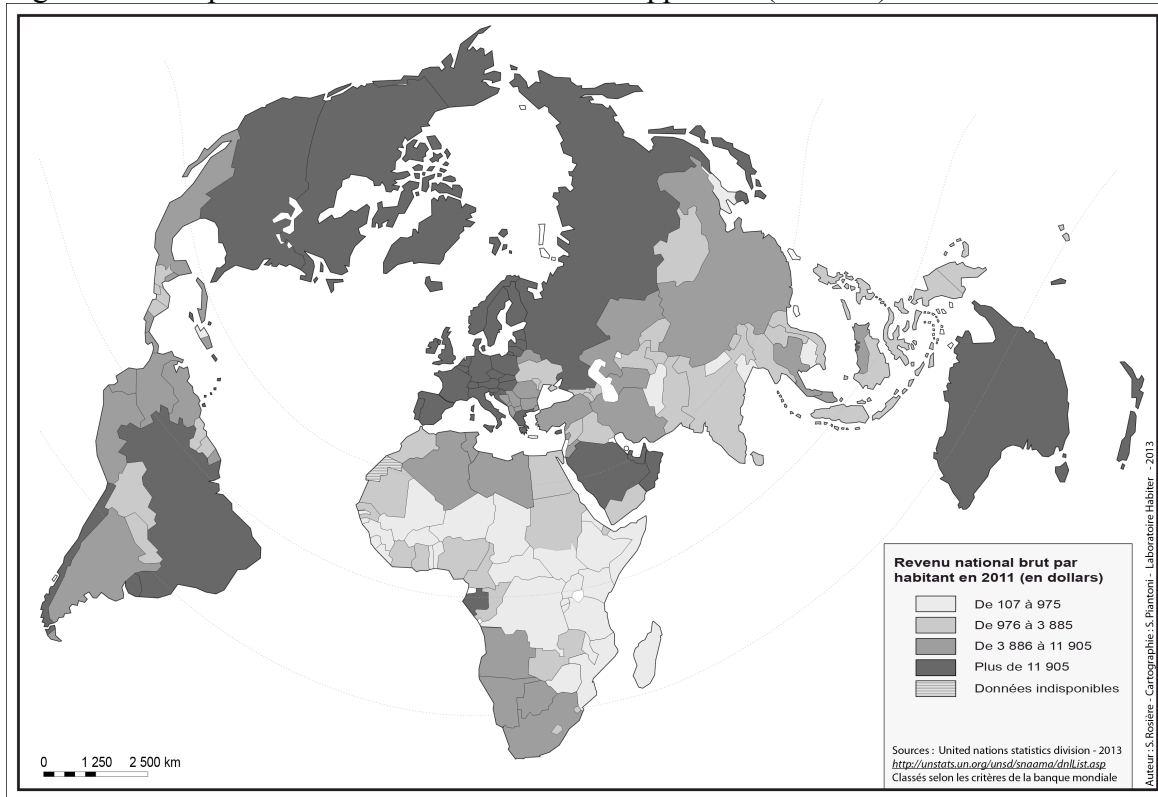 Revenu national brut par
habitant en 2011 (en dollars)
De 107 à 975
De 976 à 3 885
De 3 886 à 11 905
Plus de 11 905
Données indisponibles
Sources : United nations statistics division - 2013
http://unstats.un.org/unsd/snaama/dnlList.asp
Classés selon les critères de la banque mondiale
0 1 250 2 500 km
Auteur : S. Rosière - Cartographie : S. Piantoni - Laboratoire Habiter - 2013